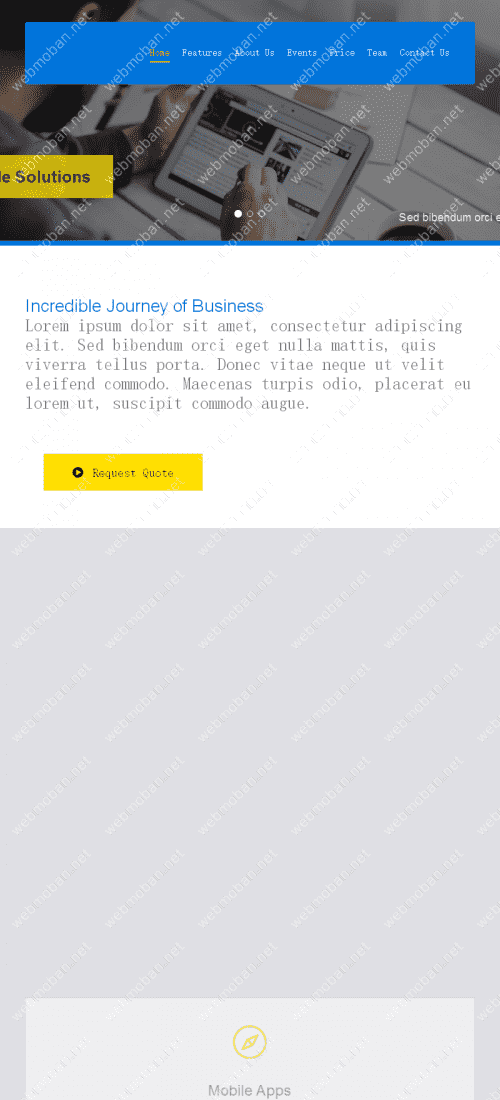 Home Features About Us Events Price Team Contact Us
le Solutions
Sed bibendum orci e
Incredible Journey of Business
Lorem ipsum dolor sit amet, consectetur adipiscing
elit. Sed bibendum orci eget nulla mattis, quis
viverra tellus porta. Donec vitae neque ut velit
eleifend commodo. Maecenas turpis odio, placerat eu
lorem ut, suscipit commodo augue.
Request Quote
Mobile Apps
webmoban.net